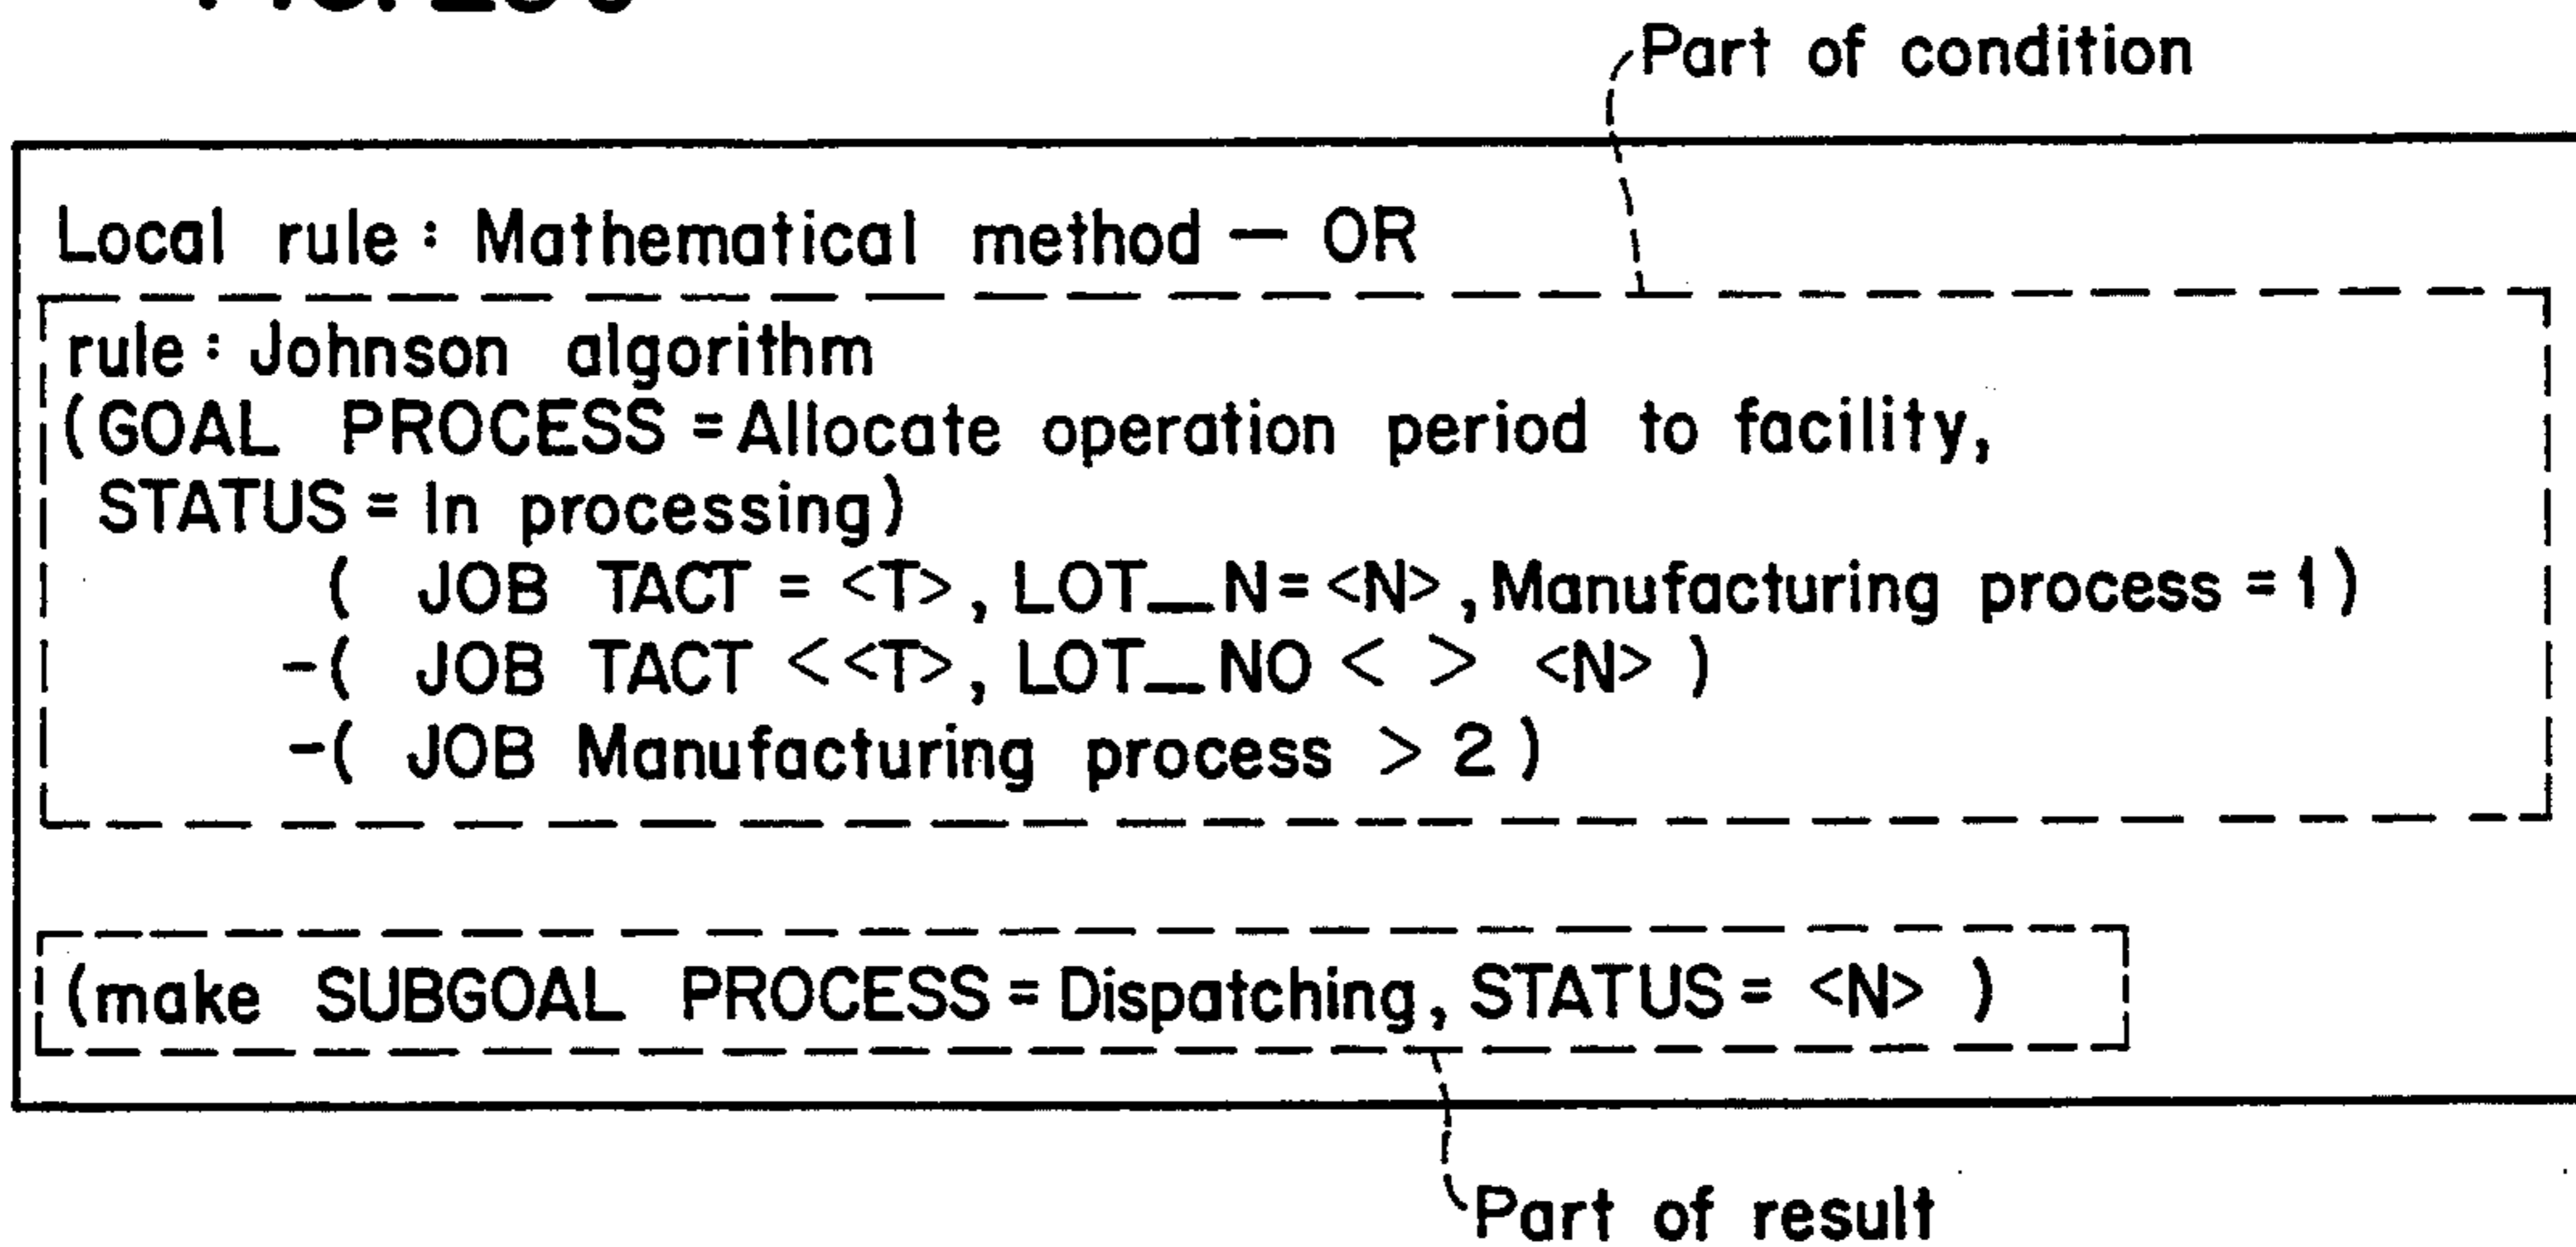 Part of condition
Local rule : Mathematical method — OR
rule : Johnson algorithm
(GOAL PROCESS = Allocate operation period to facility,
STATUS = In processing)
( JOB TACT = <T>, LOT_N = <N>, Manufacturing process = 1 )
-( JOB TACT < <T>, LOT_NO < > <N> )
-( JOB Manufacturing process > 2 )
(make SUBGOAL PROCESS = Dispatching, STATUS = <N> )
Part of result